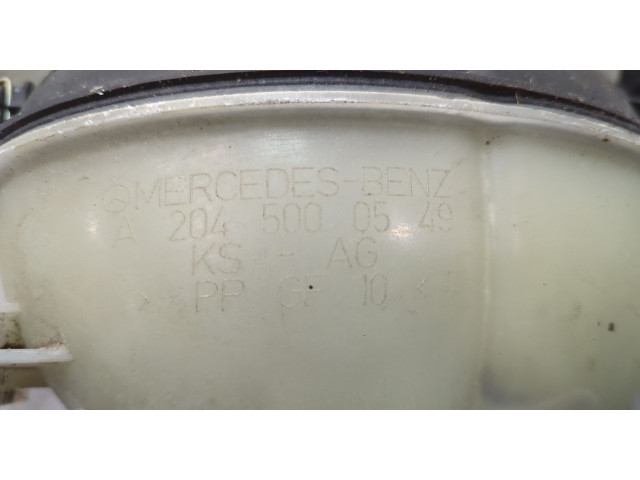 MERCEDES-BENZ
A 204 500 05 49
KS - AG
>PP GF 10<